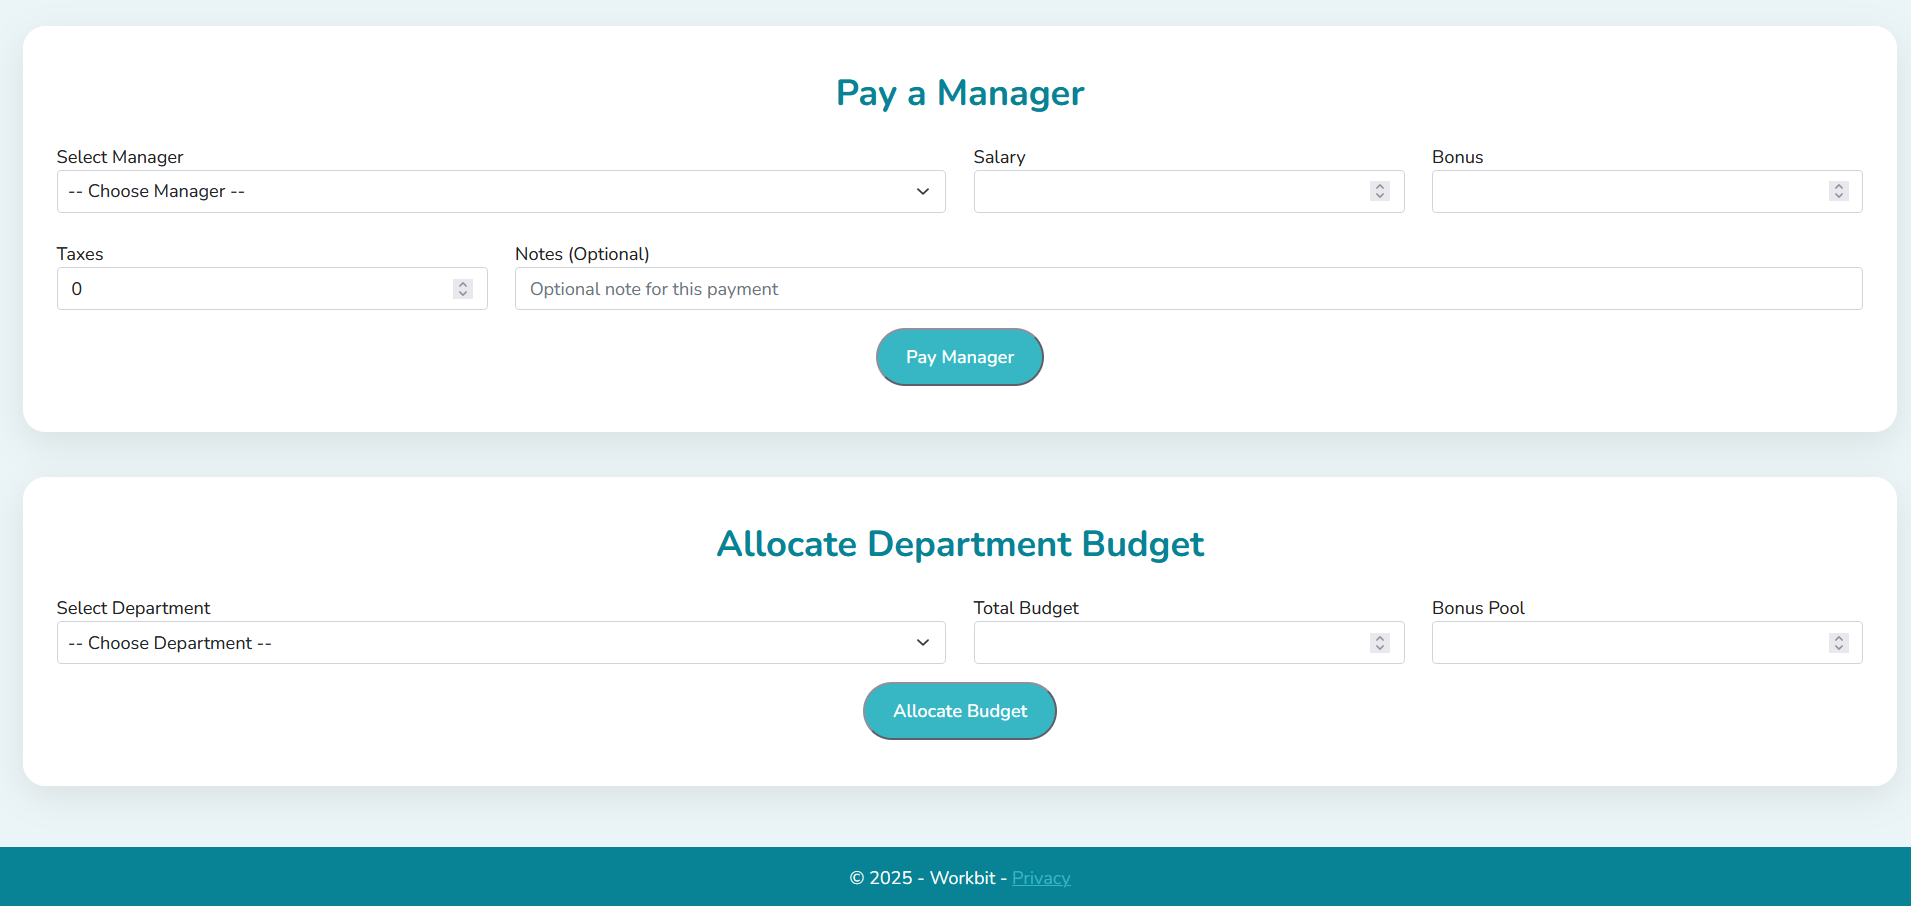 Pay a Manager
Select Manager
Salary
Bonus
-- Choose Manager --
Taxes
Notes (Optional)
0
Optional note for this payment
Pay Manager
Allocate Department Budget
Select Department
Total Budget
Bonus Pool
-- Choose Department --
Allocate Budget
© 2025 - Workbit - Privacy